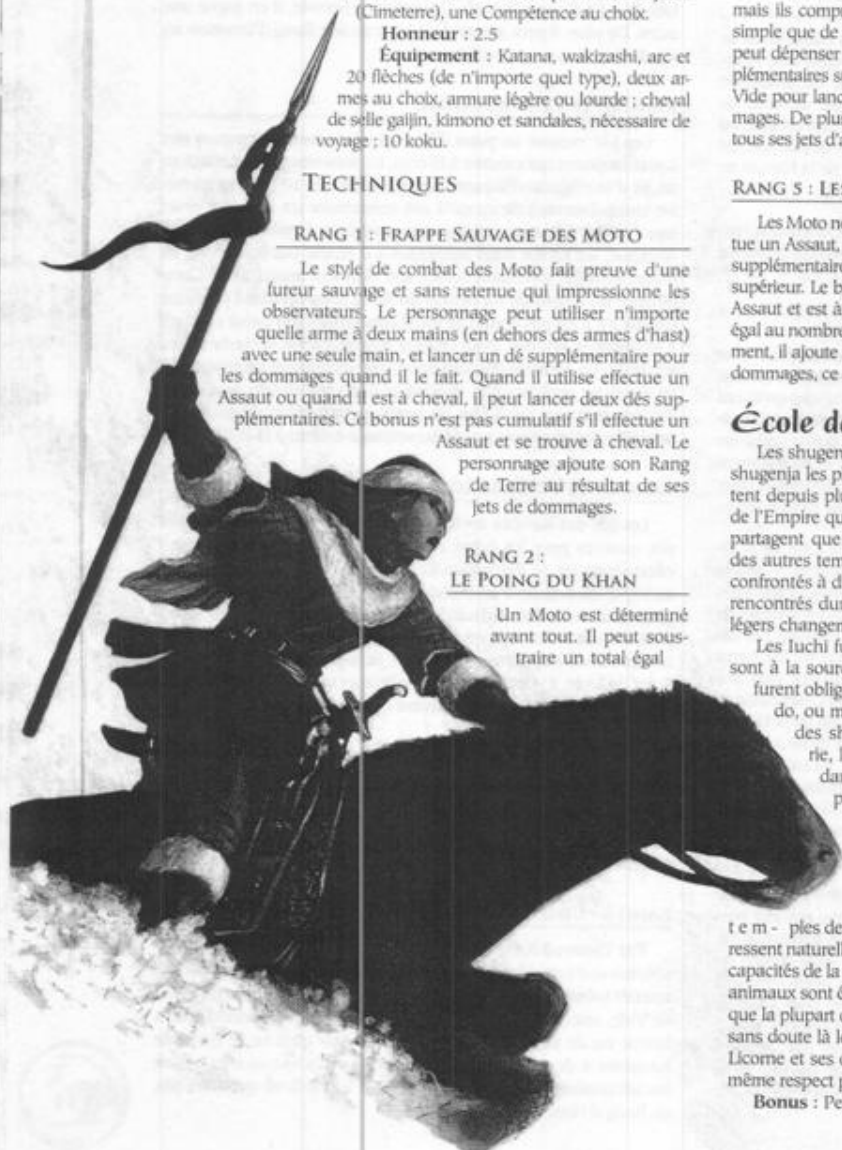 (Cimeterre), une Compétence au choix.
Honneur : 2.5
Équipement : Katana, wakizashi, arc et
20 flèches (de n'importe quel type), deux ar-
mes au choix, armure légère ou lourde ; cheval
de selle gaijin, kimono et sandales, nécessaire de
voyage ; 10 koku.
TECHNIQUES
RANG 1 : FRAPPE SAUVAGE DES MOTO
Le style de combat des Moto fait preuve d'une
fureur sauvage et sans retenue qui impressionne les
observateurs. Le personnage peut utiliser n'importe
quelle arme à deux mains (en dehors des armes d'hast)
avec une seule main, et lancer un dé supplémentaire pour
les dommages quand il le fait. Quand il utilise effectue un
Assaut ou quand il est à cheval, il peut lancer deux dés sup-
plémentaires. Ce bonus n'est pas cumulatif s'il effectue un
Assaut et se trouve à cheval. Le
personnage ajoute son Rang
de Terre au résultat de ses
jets de dommages.
RANG 2 :
LE POING DU KHAN
Un Moto est déterminé
avant tout. Il peut sous-
traire un total égal
mais ils comp
simple que de
peut dépenser
plémentaires s
Vide pour lanc
mages. De plu
tous ses jets d'a
RANG 5 : LES
Les Moto n
tue un Assaut,
supplémentaire
supérieur. Le b
Assaut et est à
égal au nombre
ment, il ajoute
dommages, ce
École de
Les shugen
shugenja les p
tent depuis plu
de l'Empire qu
partagent que
des autres tem
confrontés à d
rencontrés dur
légers changer
Les Iuchi fu
sont à la sourc
furent oblig
do, ou m
des sh
rie, l
dan
p
tem- ples de
ressent naturell
capacités de la
animaux sont é
que la plupart d
sans doute là le
Licorne et ses c
même respect p
Bonus : Pe